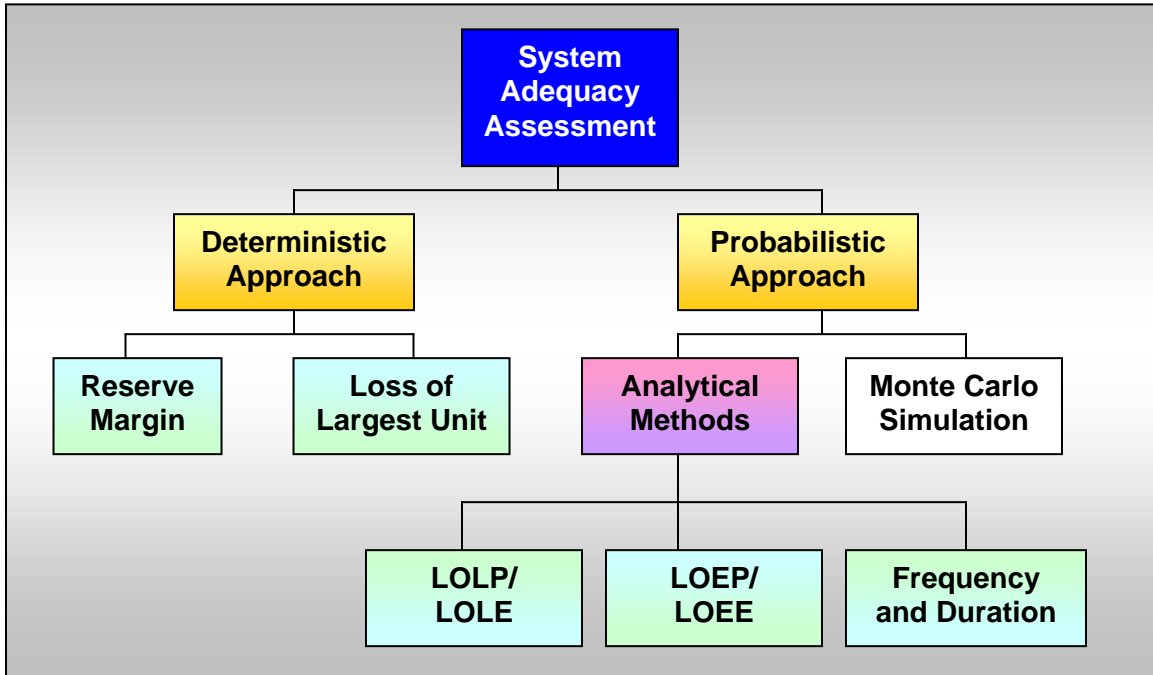 System
Adequacy
Assessment
Deterministic
Approach
Probabilistic
Approach
Reserve
Margin
Loss of
Largest Unit
Analytical
Methods
Monte Carlo
Simulation
LOLP/
LOLE
LOEP/
LOEE
Frequency
and Duration